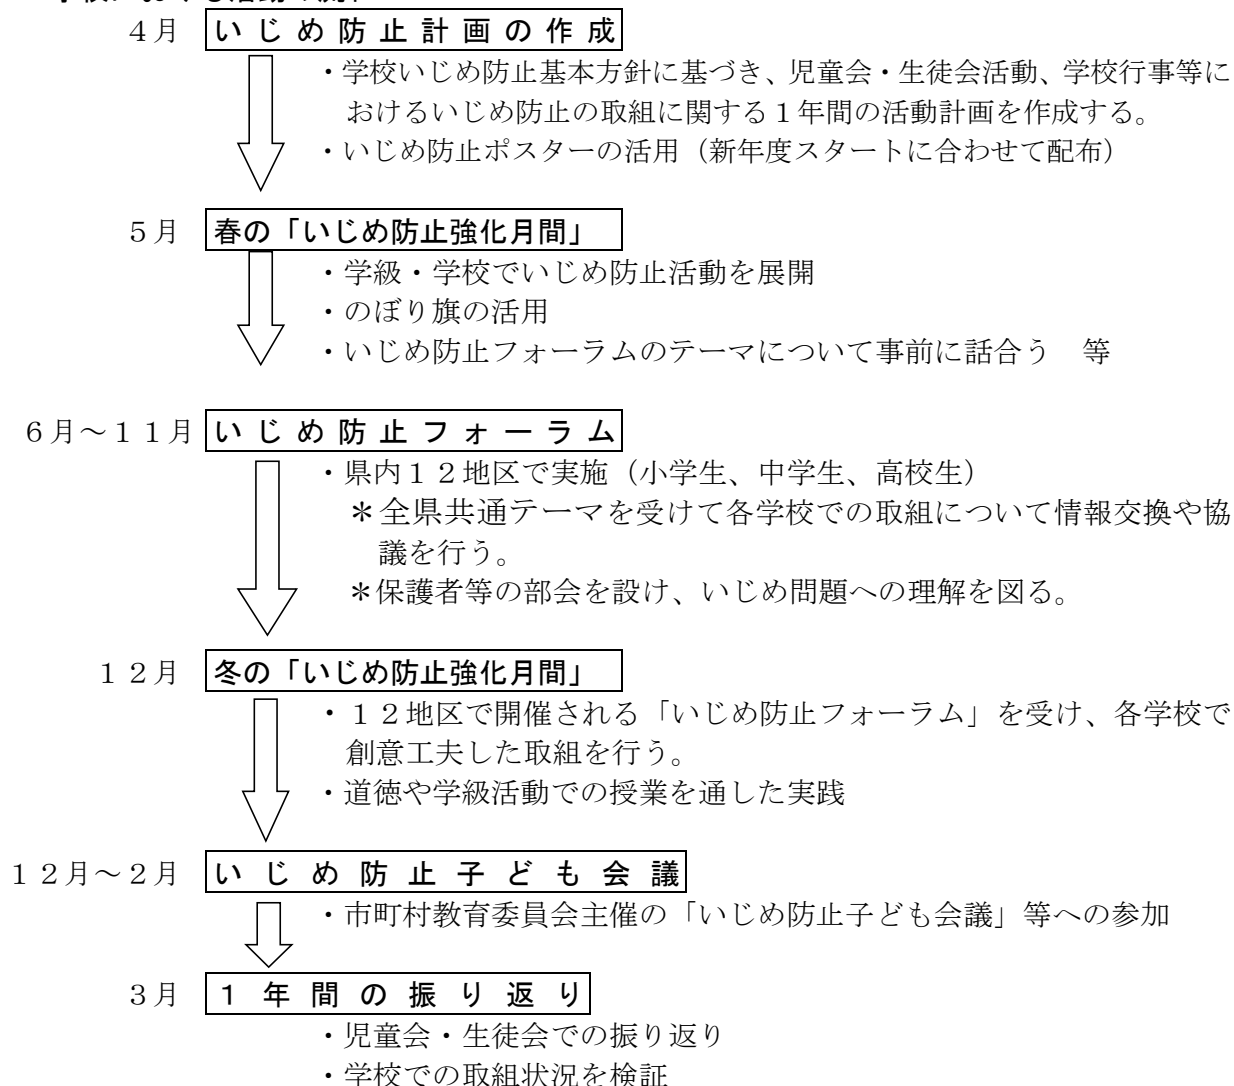 ４月 いじめ防止計画の作成
・学校いじめ防止基本方針に基づき、児童会・生徒会活動、学校行事等に
おけるいじめ防止の取組に関する１年間の活動計画を作成する。
・いじめ防止ポスターの活用（新年度スタートに合わせて配布）
５月 春の「いじめ防止強化月間」
・学級・学校でいじめ防止活動を展開
・のぼり旗の活用
・いじめ防止フォーラムのテーマについて事前に話合う　等
６月～１１月 いじめ防止フォーラム
・県内１２地区で実施（小学生、中学生、高校生）
＊全県共通テーマを受けて各学校での取組について情報交換や協
議を行う。
＊保護者等の部会を設け、いじめ問題への理解を図る。
１２月 冬の「いじめ防止強化月間」
・１２地区で開催される「いじめ防止フォーラム」を受け、各学校で
創意工夫した取組を行う。
・道徳や学級活動での授業を通した実践
１２月～２月 いじめ防止子ども会議
・市町村教育委員会主催の「いじめ防止子ども会議」等への参加
３月 １年間の振り返り
・児童会・生徒会での振り返り
・学校での取組状況を検証